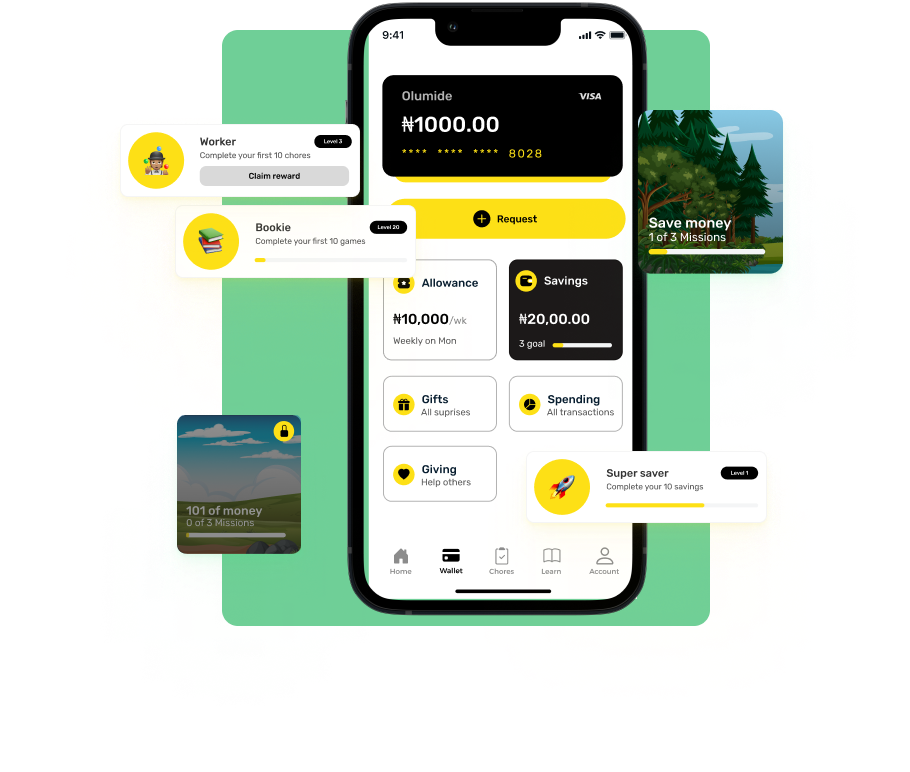 9:41
Olumide
VISA
₦1000.00
**** **** **** 8028
Worker
Level 3
Complete your first 10 chores
Claim reward
Save money
1 of 3 Missions
Request
Bookie
Level 20
Complete your first 10 games
Allowance
₦10,000/wk
Weekly on Mon
Savings
₦20,00.00
3 goal
Gifts
All suprises
Spending
All transactions
101 of money
0 of 3 Missions
Giving
Help others
Super saver
Level 1
Complete your 10 savings
Home
Wallet
Chores
Learn
Account